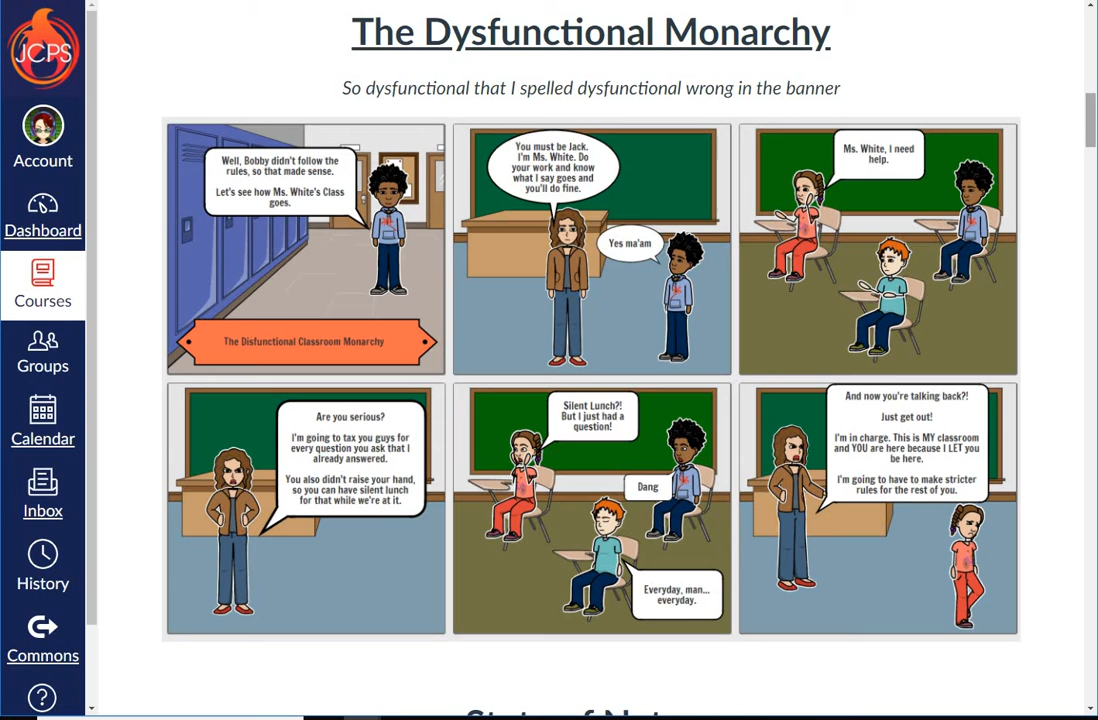 JCPS
Account
Dashboard
Courses
Groups
Calendar
Inbox
History
Commons
The Dysfunctional Monarchy
So dysfunctional that I spelled dysfunctional wrong in the banner
Well, Bobby didn't follow the
rules, so that made sense.
Let's see how Ms. White's Class
goes.
The Disfunctional Classroom Monarchy
You must be Jack.
I'm Ms. White. Do
your work and know
what I say goes and
you'll do fine.
Yes ma'am
Ms. White, I need
help.
Are you serious?
I'm going to tax you guys for
every question you ask that I
already answered.
You also didn't raise your hand,
so you can have silent lunch
for that while we're at it.
Silent Lunch?!
But I just had a
question!
Dang
Everyday, man...
everyday.
And now you're talking back?!
Just get out!
I'm in charge. This is MY classroom
and YOU are here because I LET you
be here.
I'm going to have to make stricter
rules for the rest of you.